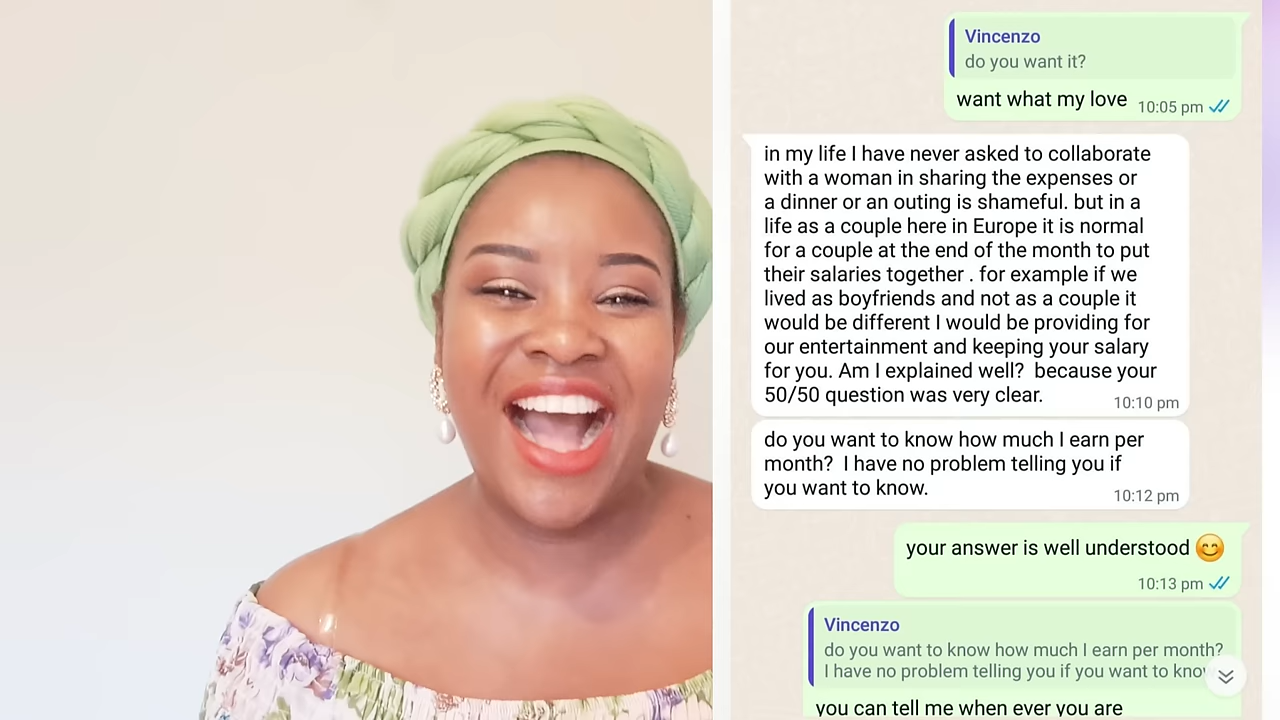 Vincenzo
do you want it?
want what my love
10:05 pm
in my life I have never asked to collaborate
with a woman in sharing the expenses or
a dinner or an outing is shameful. but in a
life as a couple here in Europe it is normal
for a couple at the end of the month to put
their salaries together . for example if we
lived as boyfriends and not as a couple it
would be different I would be providing for
our entertainment and keeping your salary
for you. Am I explained well? because your
50/50 question was very clear.
10:10 pm
do you want to know how much I earn per
month? I have no problem telling you if
you want to know.
10:12 pm
your answer is well understood 😊
10:13 pm
Vincenzo
do you want to know how much I earn per month?
I have no problem telling you if you want to know
you can tell me when ever you are